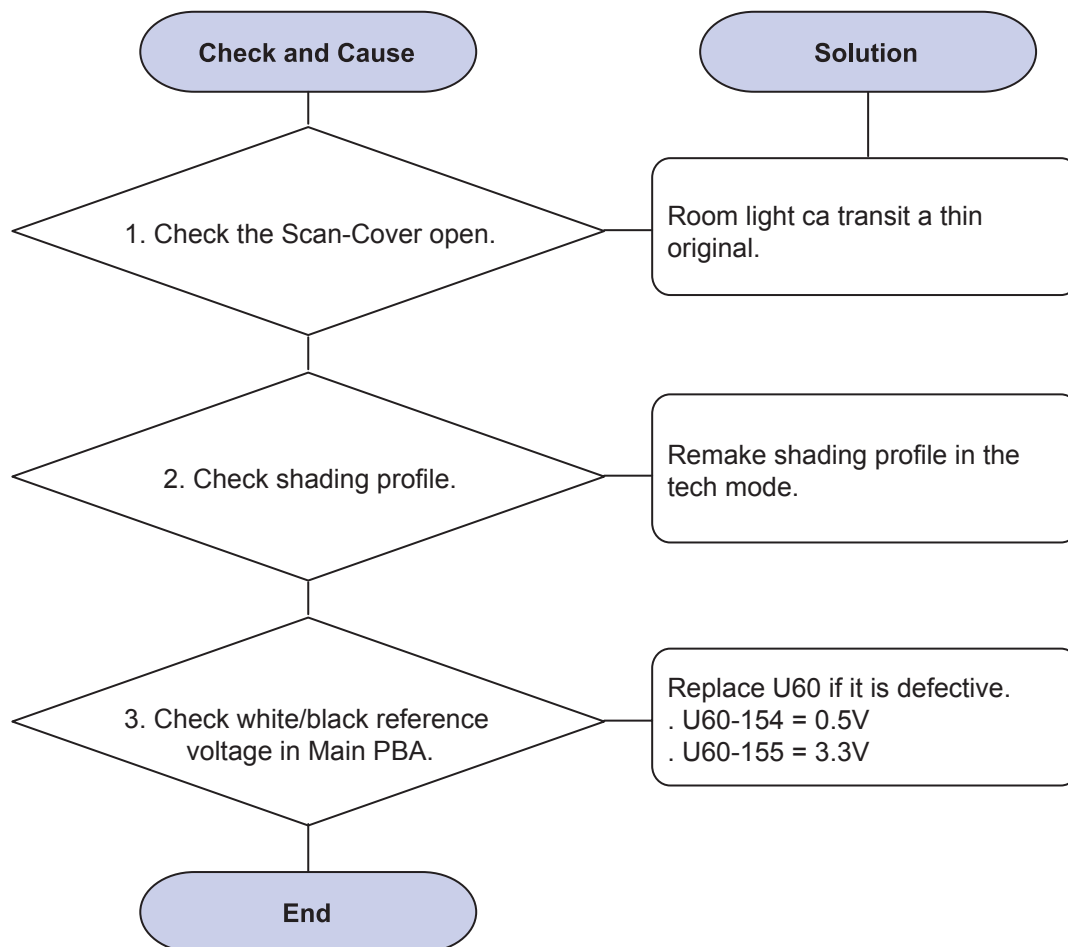 Check and Cause
Solution
1. Check the Scan-Cover open.
Room light ca transit a thin
original.
2. Check shading profile.
Remake shading profile in the
tech mode.
3. Check white/black reference
voltage in Main PBA.
Replace U60 if it is defective.
. U60-154 = 0.5V
. U60-155 = 3.3V
End